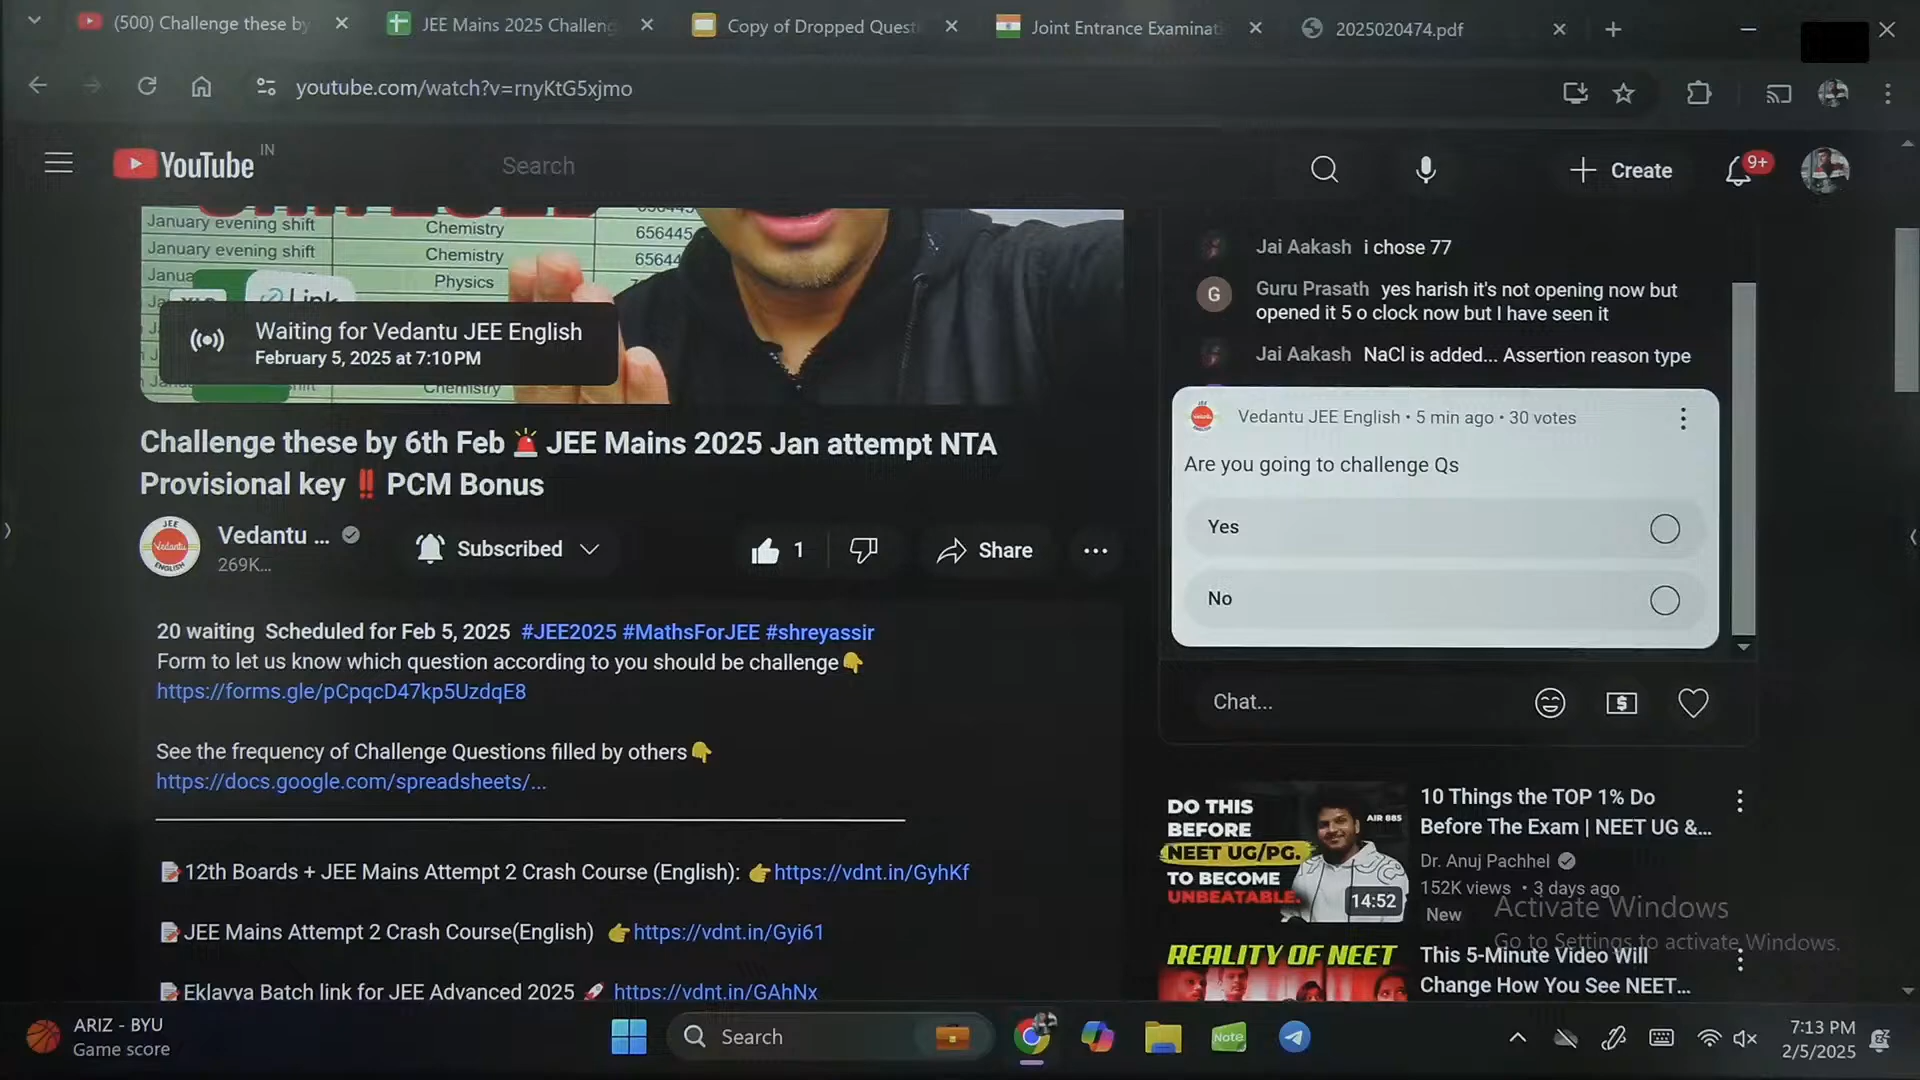 (500) Challenge these by
JEE Mains 2025 Challeng
Copy of Dropped Quest
Joint Entrance Examinat
2025020474.pdf
youtube.com/watch?v=rnyKtG5xjmo
YouTube IN
Search
Create
9+
January evening shift Chemistry
January evening shift Chemistry 656445
Physics
Link
Waiting for Vedantu JEE English
February 5, 2025 at 7:10 PM
Chemistry
Jai Aakash i chose 77
G
Guru Prasath yes harish it's not opening now but
opened it 5 o clock now but I have seen it
Jai Aakash NaCl is added... Assertion reason type
Vedantu JEE English • 5 min ago • 30 votes
Are you going to challenge Qs
Yes
No
Chat...
Challenge these by 6th Feb 🚨 JEE Mains 2025 Jan attempt NTA
Provisional key ‼️ PCM Bonus
JEE
Vedantu
ENGLISH
Vedantu ...
269K...
Subscribed
1
Share
20 waiting Scheduled for Feb 5, 2025 #JEE2025 #MathsForJEE #shreyassir
Form to let us know which question according to you should be challenge👇
https://forms.gle/pCpqcD47kp5UzdqE8
See the frequency of Challenge Questions filled by others👇
https://docs.google.com/spreadsheets/...
📝12th Boards + JEE Mains Attempt 2 Crash Course (English): 👉https://vdnt.in/GyhKf
📝JEE Mains Attempt 2 Crash Course(English) 👉https://vdnt.in/Gyi61
📝Eklavya Batch link for JEE Advanced 2025 🚀 https://vdnt.in/GAhNx
DO THIS
BEFORE
NEET UG/PG.
TO BECOME
UNBEATABLE.
AIR 885
14:52
10 Things the TOP 1% Do
Before The Exam | NEET UG &...
Dr. Anuj Pachhel
152K views • 3 days ago
New
REALITY OF NEET
This 5-Minute Video Will
Change How You See NEET...
Activate Windows
Go to Settings to activate Windows.
ARIZ - BYU
Game score
Search
Note
7:13 PM
2/5/2025